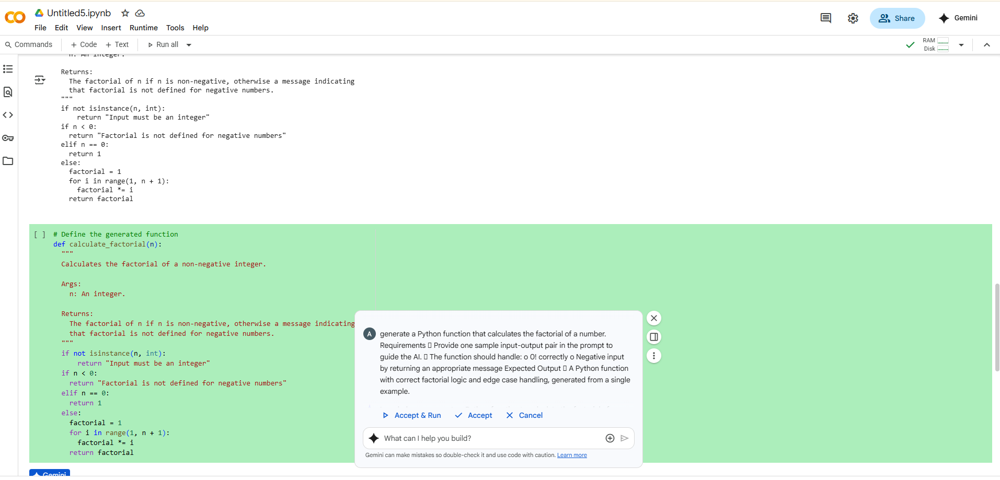 Untitled5.ipynb
File Edit View Insert Runtime Tools Help
Share
Gemini
Commands + Code + Text Run all
RAM
Disk
n: An integer.
Returns:
The factorial of n if n is non-negative, otherwise a message indicating
that factorial is not defined for negative numbers.
"""
if not isinstance(n, int):
return "Input must be an integer"
if n < 0:
return "Factorial is not defined for negative numbers"
elif n == 0:
return 1
else:
factorial = 1
for i in range(1, n + 1):
factorial *= i
return factorial
[ ] # Define the generated function
def calculate_factorial(n):
"""
Calculates the factorial of a non-negative integer.
Args:
n: An integer.
Returns:
The factorial of n if n is non-negative, otherwise a message indicating
that factorial is not defined for negative numbers.
"""
if not isinstance(n, int):
return "Input must be an integer"
if n < 0:
return "Factorial is not defined for negative numbers"
elif n == 0:
return 1
else:
factorial = 1
for i in range(1, n + 1):
factorial *= i
return factorial
A
generate a Python function that calculates the factorial of a number.
Requirements ▯ Provide one sample input-output pair in the prompt to
guide the AI. ▯ The function should handle: o 0! correctly o Negative input
by returning an appropriate message Expected Output ▯ A Python function
with correct factorial logic and edge case handling, generated from a single
example.
Accept & Run Accept Cancel
What can I help you build?
Gemini can make mistakes so double-check it and use code with caution. Learn more
Gemini